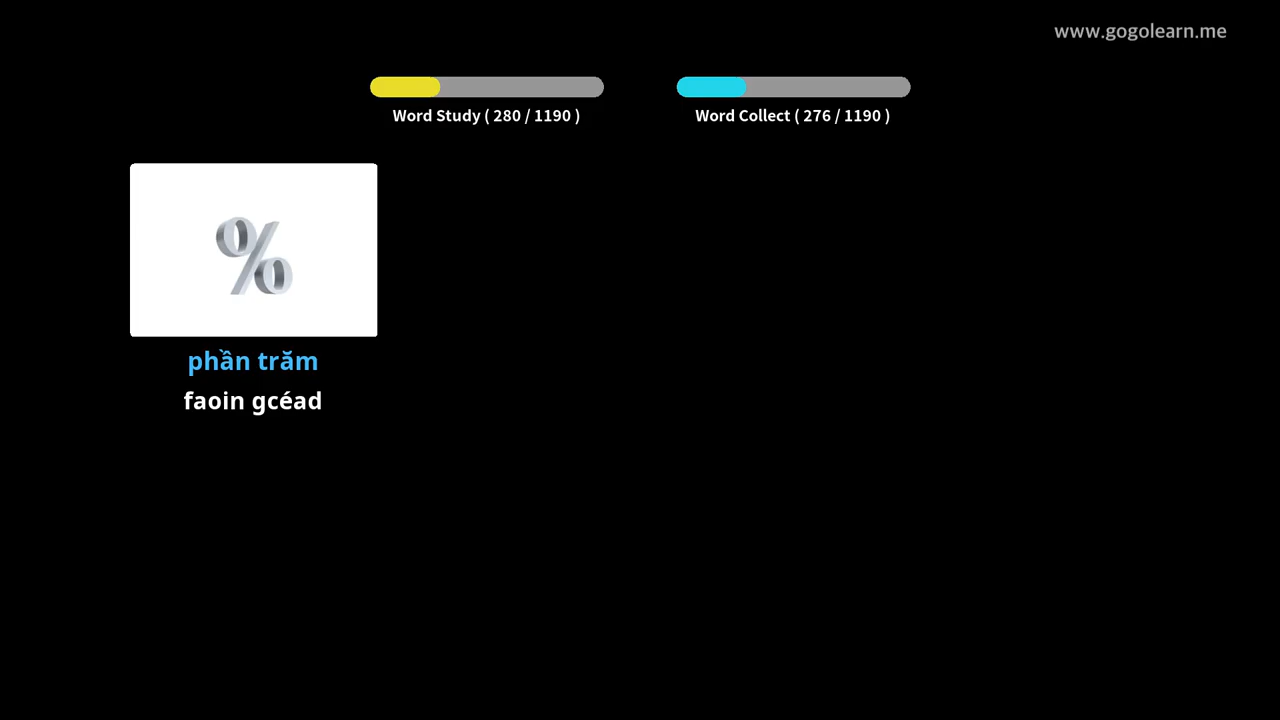 www.gogolearn.me
Word Study ( 280 / 1190 )
Word Collect ( 276 / 1190 )
%
phần trăm
faoin gcéad